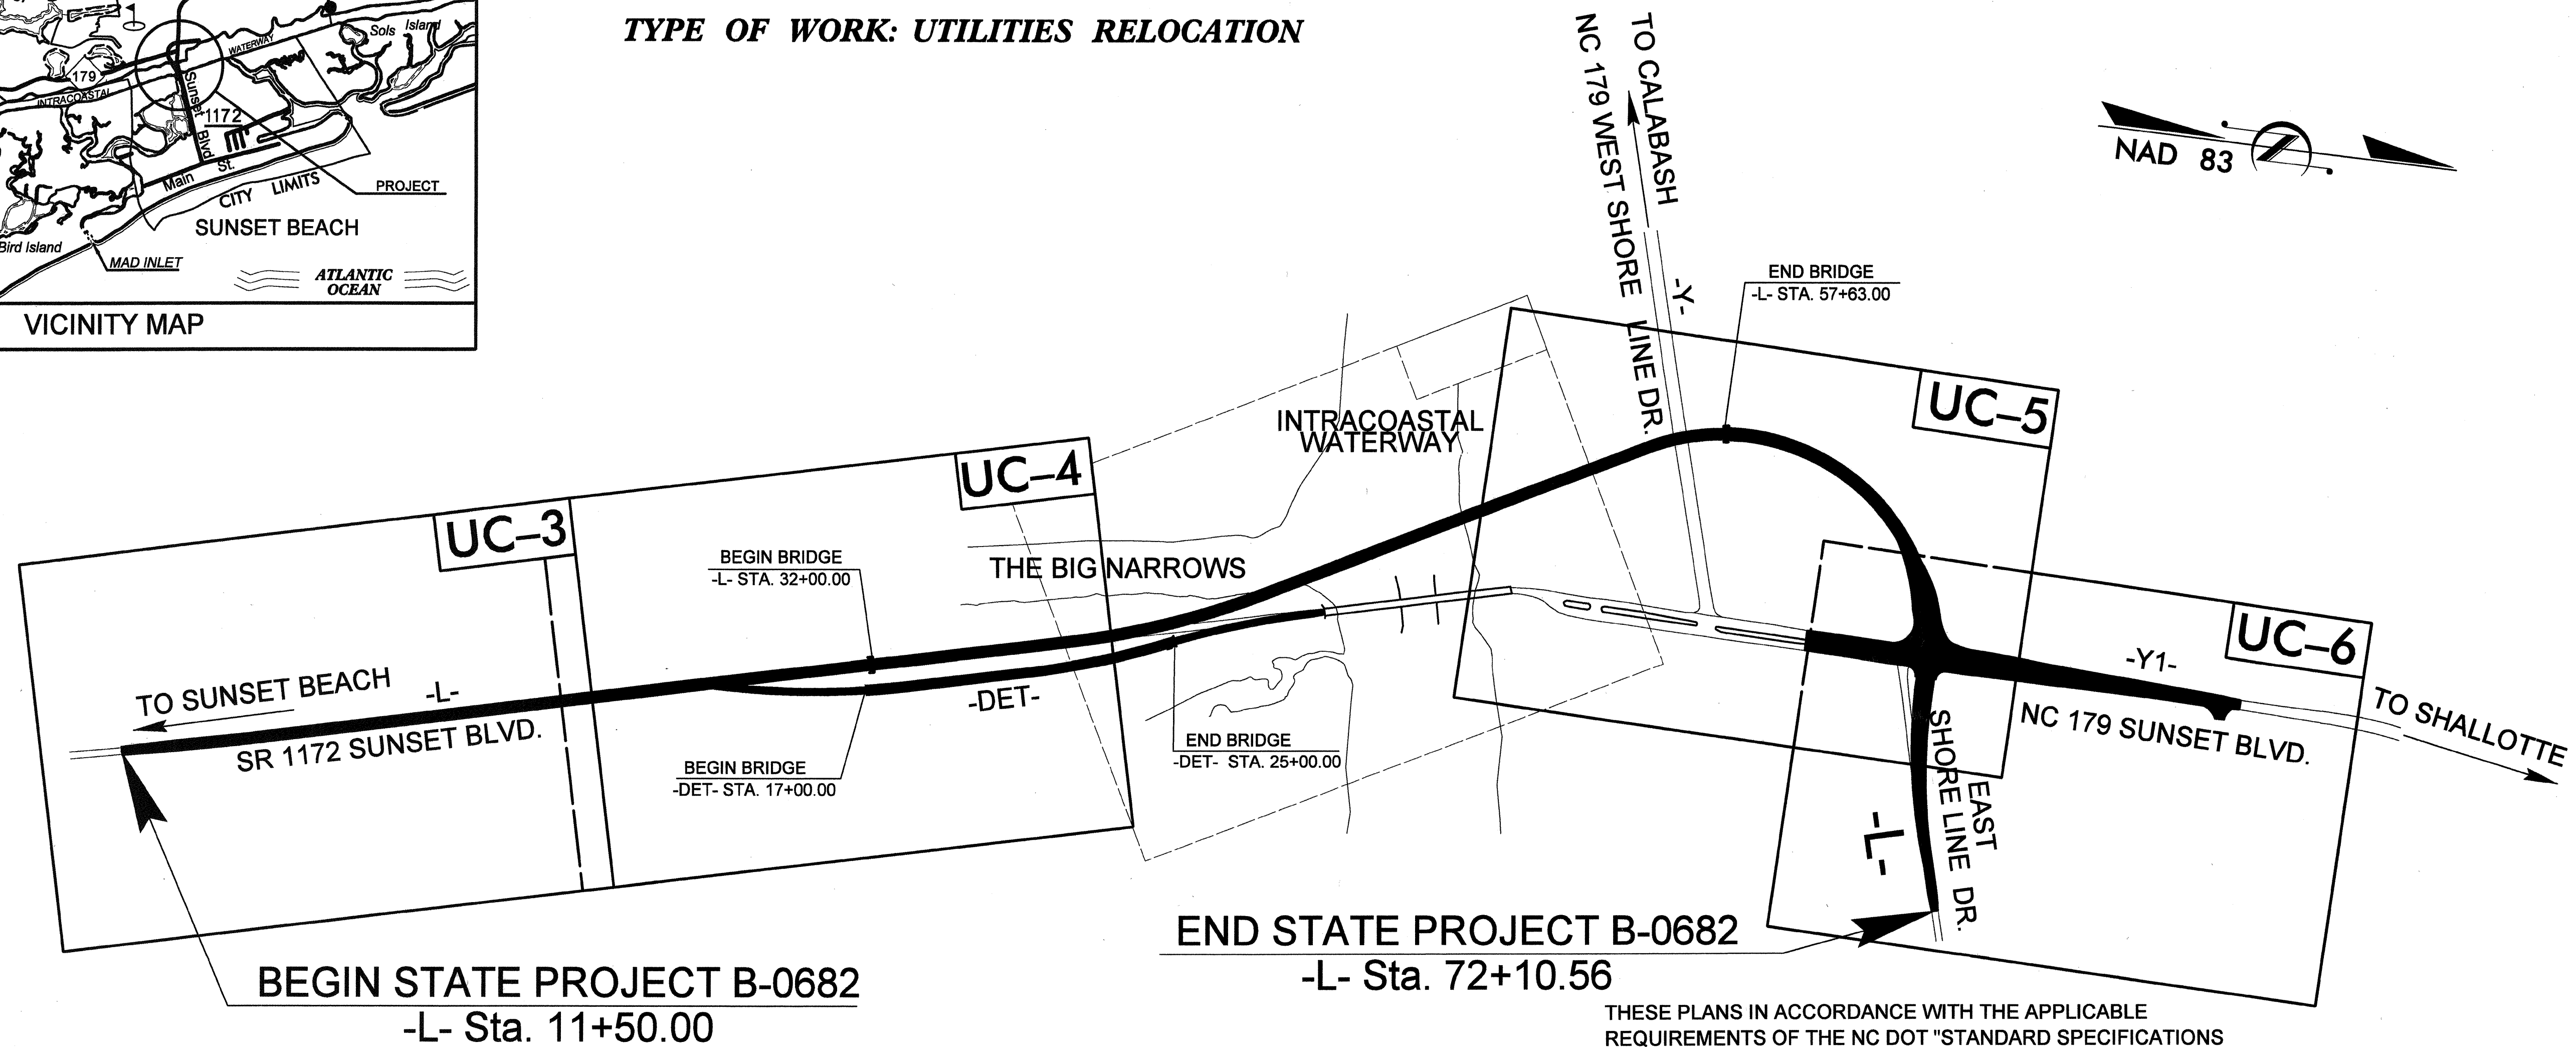 TYPE OF WORK: UTILITIES RELOCATION
Sols Island
WATERWAY
179
INTRACOASTAL
Sunset Blvd
1172
Main St.
CITY LIMITS
PROJECT
SUNSET BEACH
Bird Island
MAD INLET
ATLANTIC
OCEAN
VICINITY MAP
TO CALABASH
NC 179 WEST SHORE LINE DR.
-Y-
NAD 83
END BRIDGE
-L- STA. 57+63.00
UC-5
INTRACOASTAL
WATERWAY
UC-4
UC-3
BEGIN BRIDGE
-L- STA. 32+00.00
THE BIG NARROWS
TO SUNSET BEACH
-L-
SR 1172 SUNSET BLVD.
-DET-
BEGIN BRIDGE
-DET- STA. 17+00.00
END BRIDGE
-DET- STA. 25+00.00
UC-6
-Y1-
NC 179 SUNSET BLVD.
TO SHALLOTTE
EAST
SHORE LINE DR.
-L-
END STATE PROJECT B-0682
-L- Sta. 72+10.56
BEGIN STATE PROJECT B-0682
-L- Sta. 11+50.00
THESE PLANS IN ACCORDANCE WITH THE APPLICABLE
REQUIREMENTS OF THE NC DOT "STANDARD SPECIFICATIONS